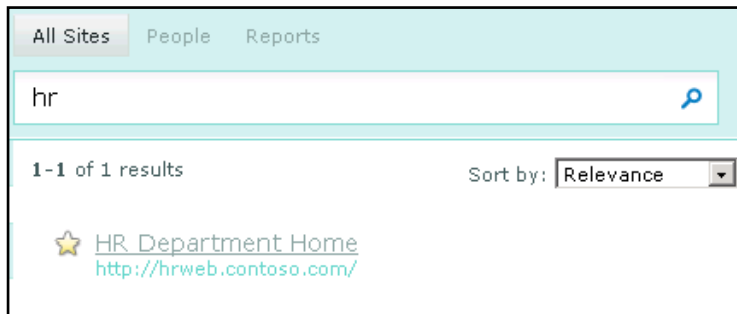 All Sites People Reports
hr
1-1 of 1 results Sort by: Relevance
HR Department Home
http://hrweb.contoso.com/